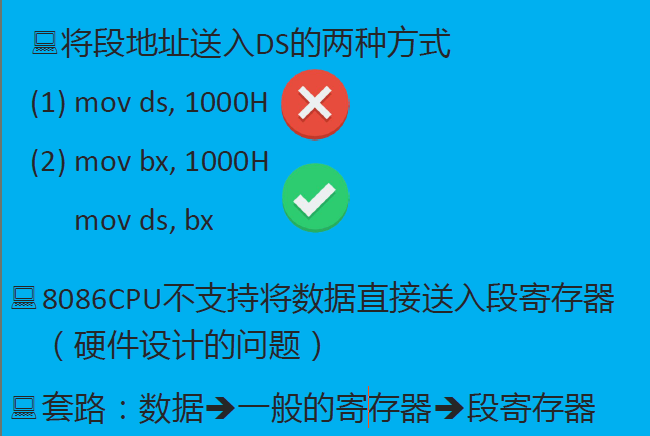 将段地址送入DS的两种方式
(1) mov ds, 1000H
(2) mov bx, 1000H
mov ds, bx
8086CPU不支持将数据直接送入段寄存器
（硬件设计的问题）
套路：数据➔一般的寄存器➔段寄存器